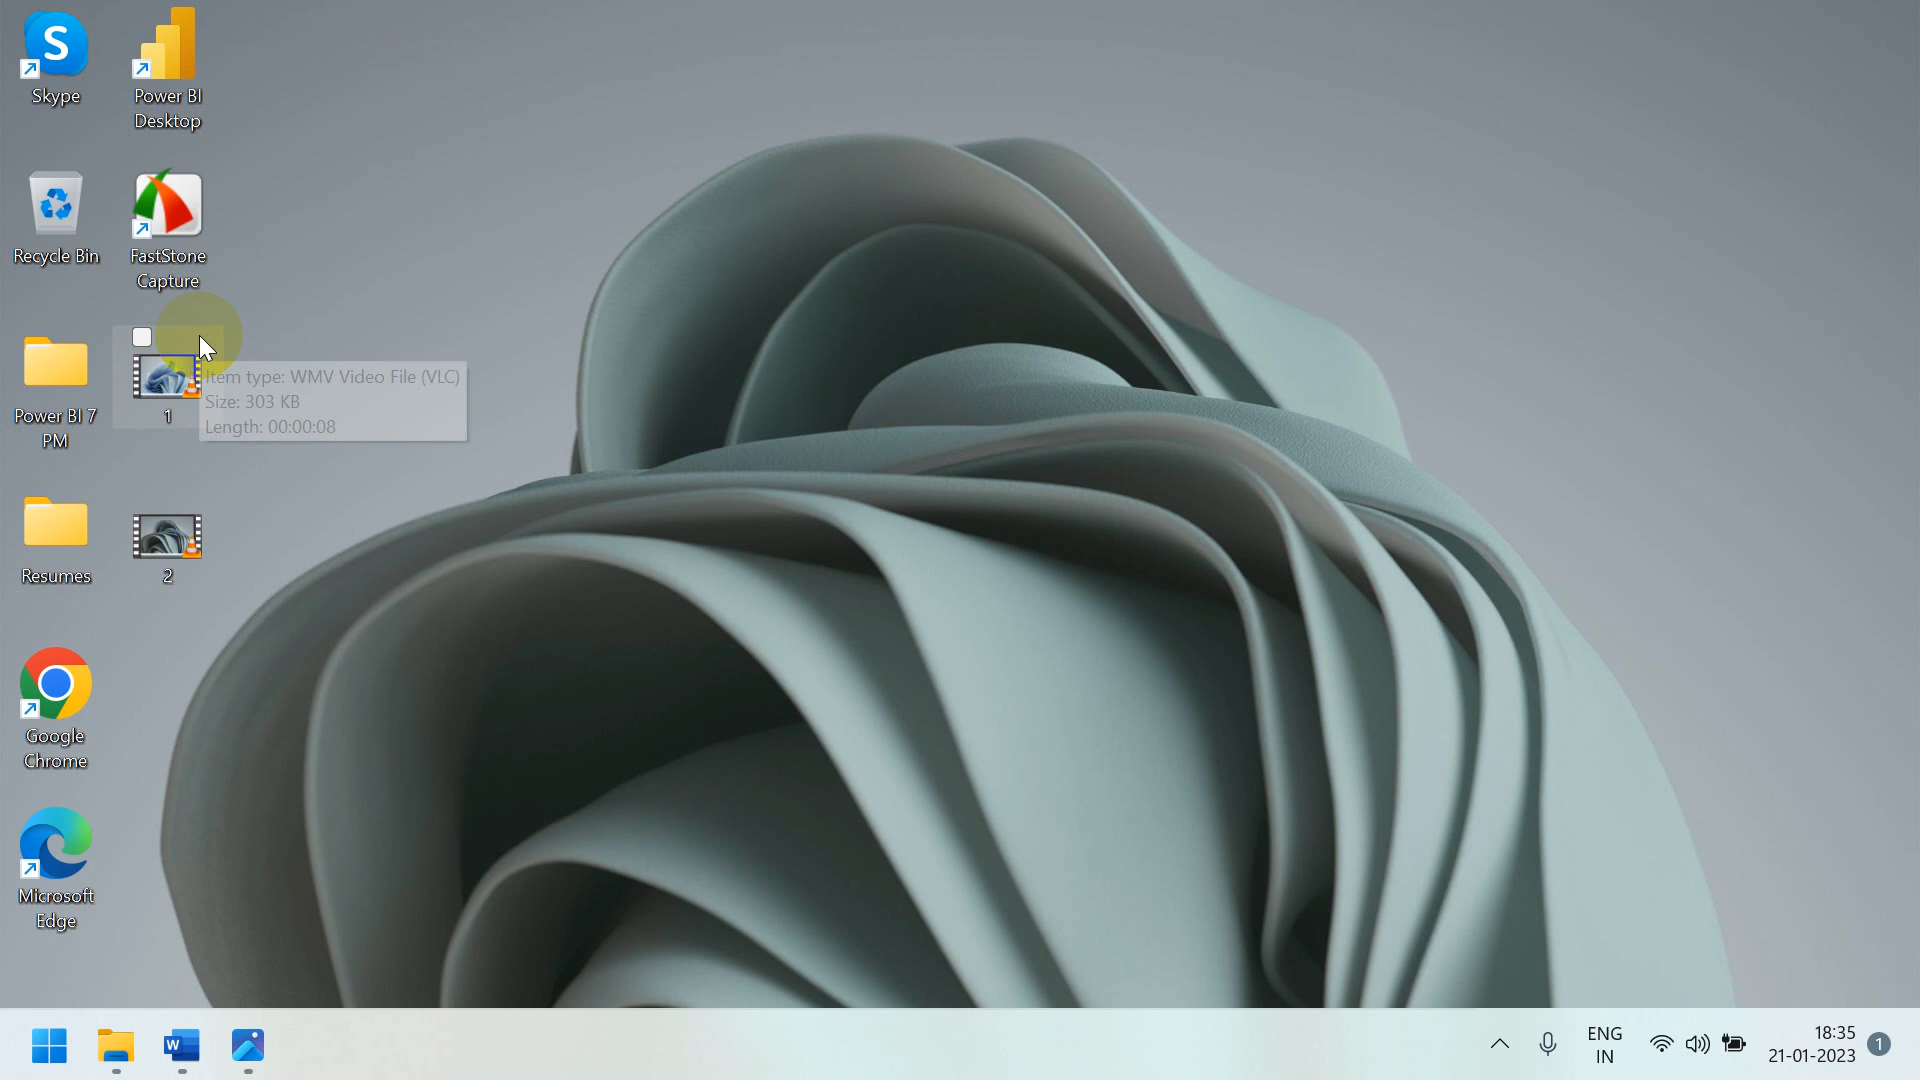 Skype
Power BI
Desktop
Recycle Bin
FastStone
Capture
Power BI 7
PM
1
Item type: WMV Video File (VLC)
Size: 303 KB
Length: 00:00:08
Resumes
2
Google
Chrome
Microsoft
Edge
ENG
IN
18:35
21-01-2023
1